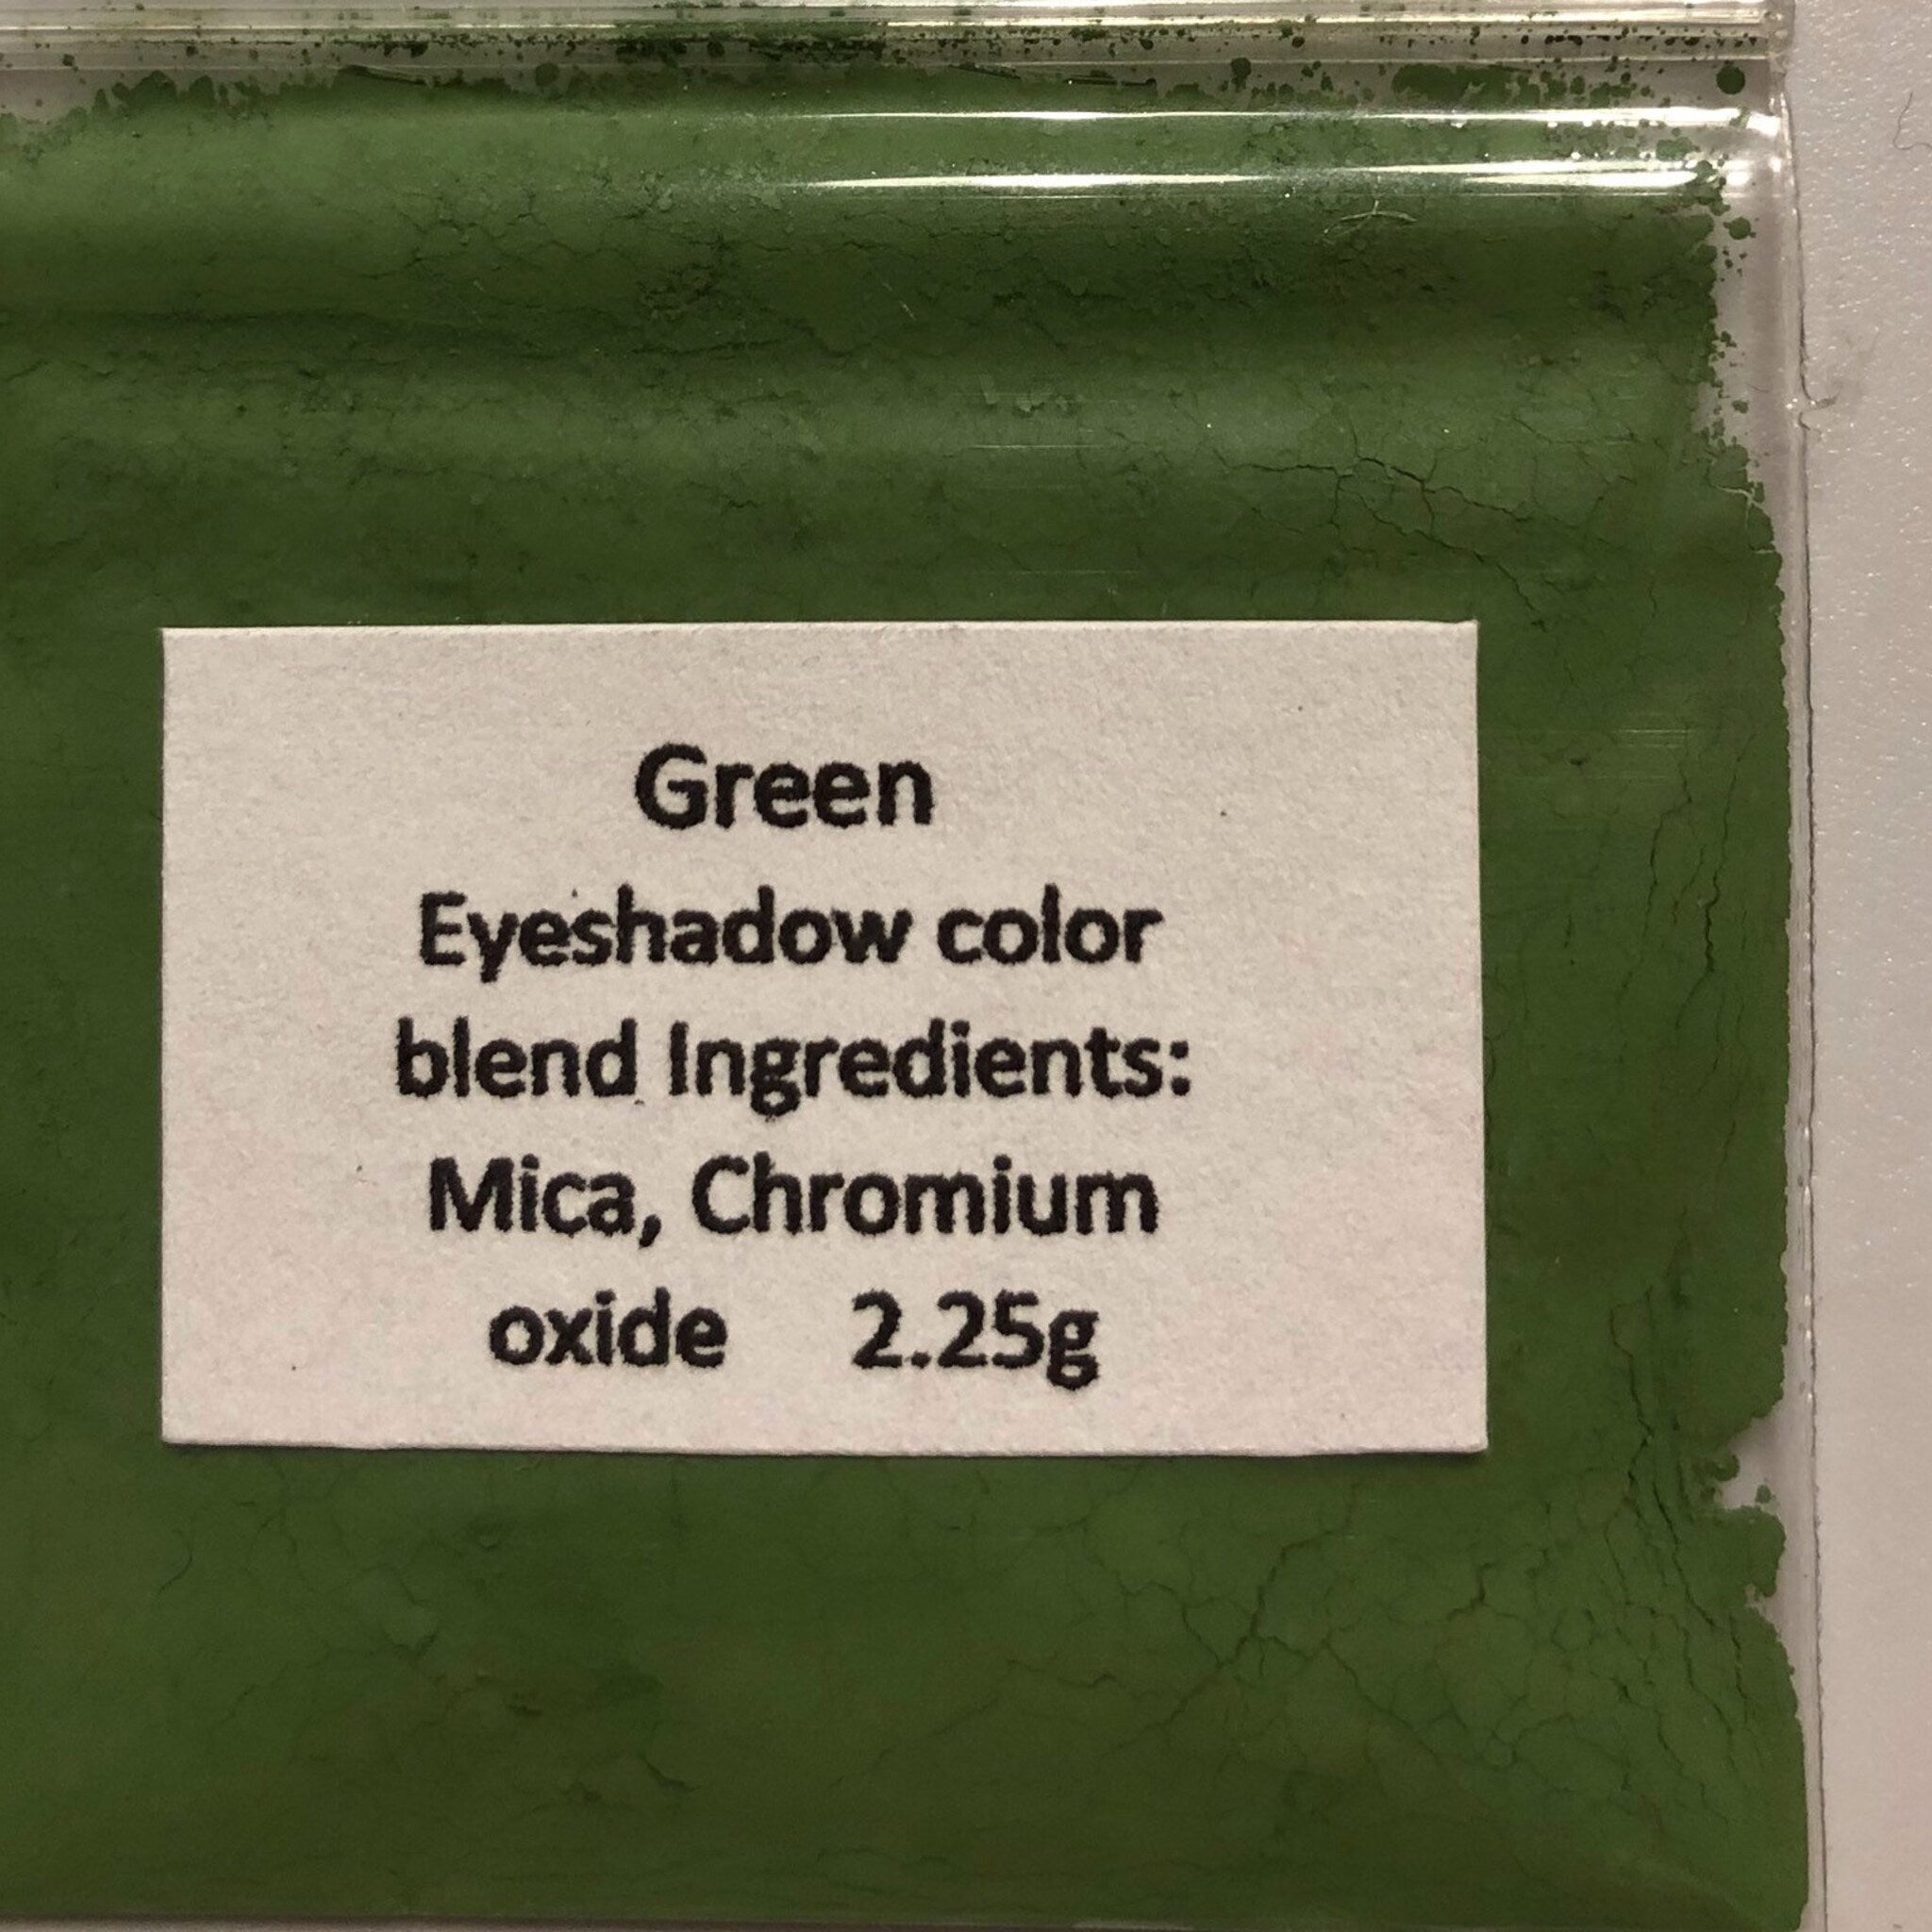 Green
Eyeshadow color
blend Ingredients:
Mica, Chromium
oxide 2.25g